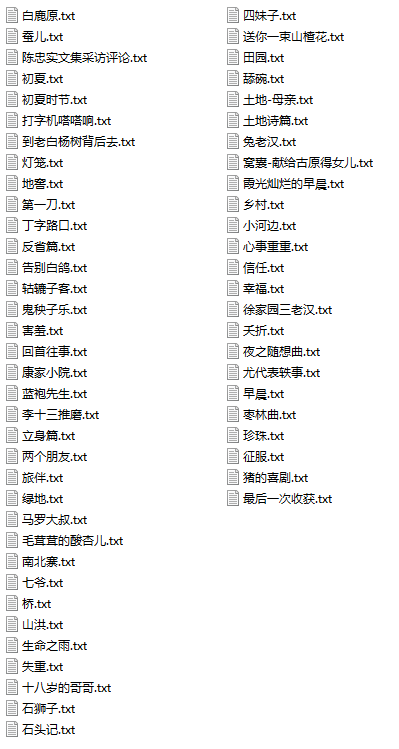 白鹿原.txt
蚕儿.txt
陈忠实文集采访评论.txt
初夏.txt
初夏时节.txt
打字机嗒嗒响.txt
到老白杨树背后去.txt
灯笼.txt
地窖.txt
第一刀.txt
丁字路口.txt
反省篇.txt
告别白鸽.txt
轱辘子客.txt
鬼秧子乐.txt
害羞.txt
回首往事.txt
康家小院.txt
蓝袍先生.txt
李十三推磨.txt
立身篇.txt
两个朋友.txt
旅伴.txt
绿地.txt
马罗大叔.txt
毛茸茸的酸杏儿.txt
南北寨.txt
七爷.txt
桥.txt
山洪.txt
生命之雨.txt
失重.txt
十八岁的哥哥.txt
石狮子.txt
石头记.txt
四妹子.txt
送你一束山楂花.txt
田园.txt
舔碗.txt
土地-母亲.txt
土地诗篇.txt
兔老汉.txt
窝囊-献给古原得女儿.txt
霞光灿烂的早晨.txt
乡村.txt
小河边.txt
心事重重.txt
信任.txt
幸福.txt
徐家园三老汉.txt
夭折.txt
夜之随想曲.txt
尤代表轶事.txt
早晨.txt
枣林曲.txt
珍珠.txt
征服.txt
猪的喜剧.txt
最后一次收获.txt